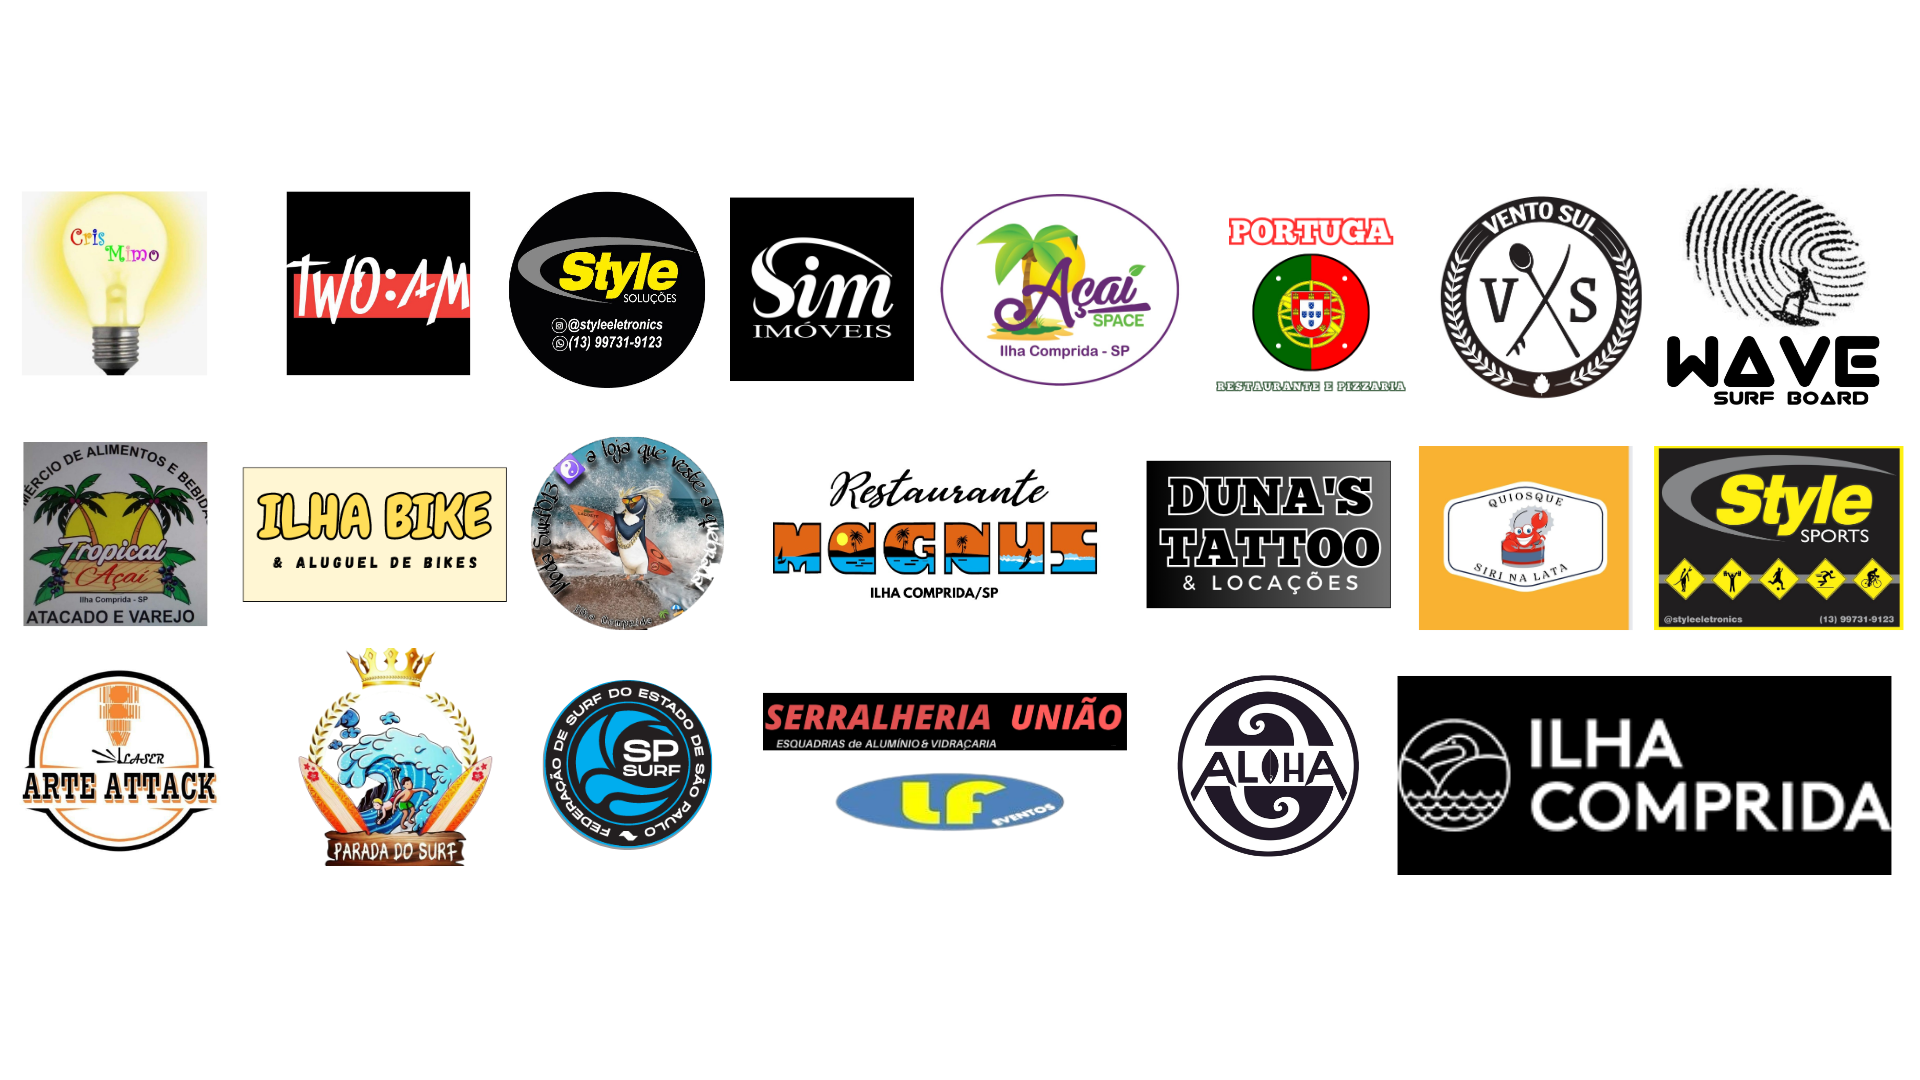 Cris
Mimo
TWO:AM
Style
SOLUÇÕES
@styleeletronics
(13) 99731-9123
Sim
IMÓVEIS
Açaí
SPACE
Ilha Comprida - SP
PORTUGA
RESTAURANTE E PIZZARIA
VENTO SUL
V S
WAVE
SURF BOARD
MÉRCIO DE ALIMENTOS E BEBIDA
Tropical
Açaí
Ilha Comprida - SP
ATACADO E VAREJO
ILHA BIKE
& ALUGUEL DE BIKES
Moda Surf013 a loja que veste a
Restaurante
MAGNUS
ILHA COMPRIDA/SP
DUNA'S
TATTOO
& LOCAÇÕES
QUIOSQUE
SIRI NA LATA
Style
SPORTS
@styleeletronics (13) 99731-9123
LASER
ARTE ATTACK
PARADA DO SURF
FEDERAÇÃO DE SURF DO ESTADO DE SÃO PAULO
SP
SURF
SERRALHERIA UNIÃO
ESQUADRIAS de ALUMÍNIO & VIDRAÇARIA
LF
EVENTOS
ALOHA
ILHA
COMPRIDA